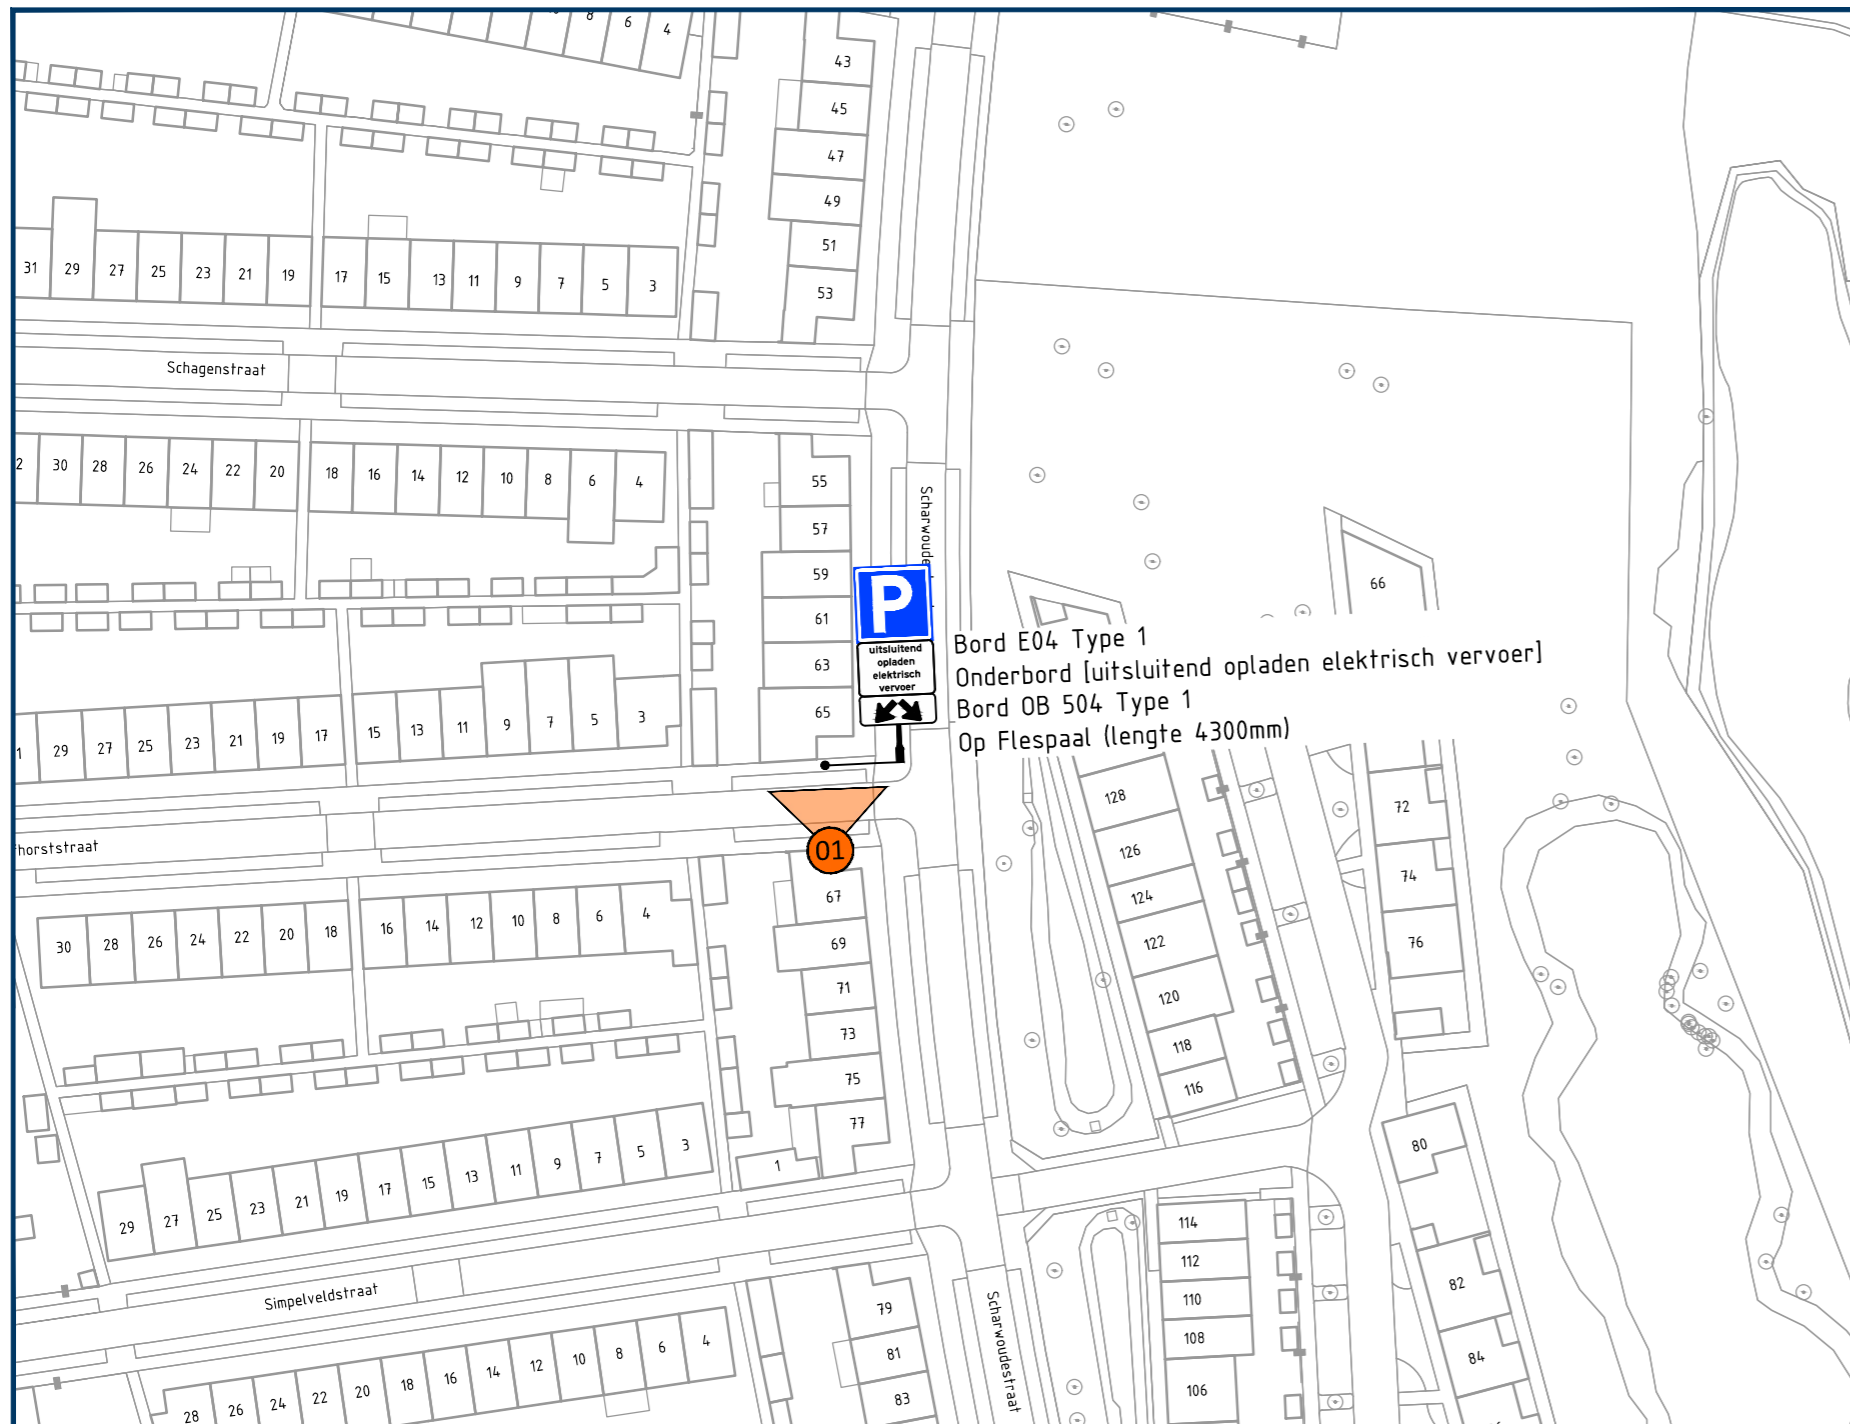 8 6 4
43
45
47
49
51
53
31 29 27 25 23 21 19 17 15 13 11 9 7 5 3
Schagenstraat
2 30 28 26 24 22 20 18 16 14 12 10 8 6 4
55
57
59
61
63
65
Scharwoude
P
uitsluitend
opladen
elektrisch
vervoer
Bord E04 Type 1
Onderbord [uitsluitend opladen elektrisch vervoer]
Bord OB 504 Type 1
Op Flespaal (lengte 4300mm)
66
1 29 27 25 23 21 19 17 15 13 11 9 7 5 3
horststraat
01
128
126
124
122
120
118
116
72
74
76
30 28 26 24 22 20 18 16 14 12 10 8 6 4
67
69
71
73
75
77
1
29 27 25 23 21 19 17 15 13 11 9 7 5 3
80
82
84
114
112
110
108
106
Simpelveldstraat
Scharwoudestraat
79
81
83
28 26 24 22 20 18 16 14 12 10 8 6 4